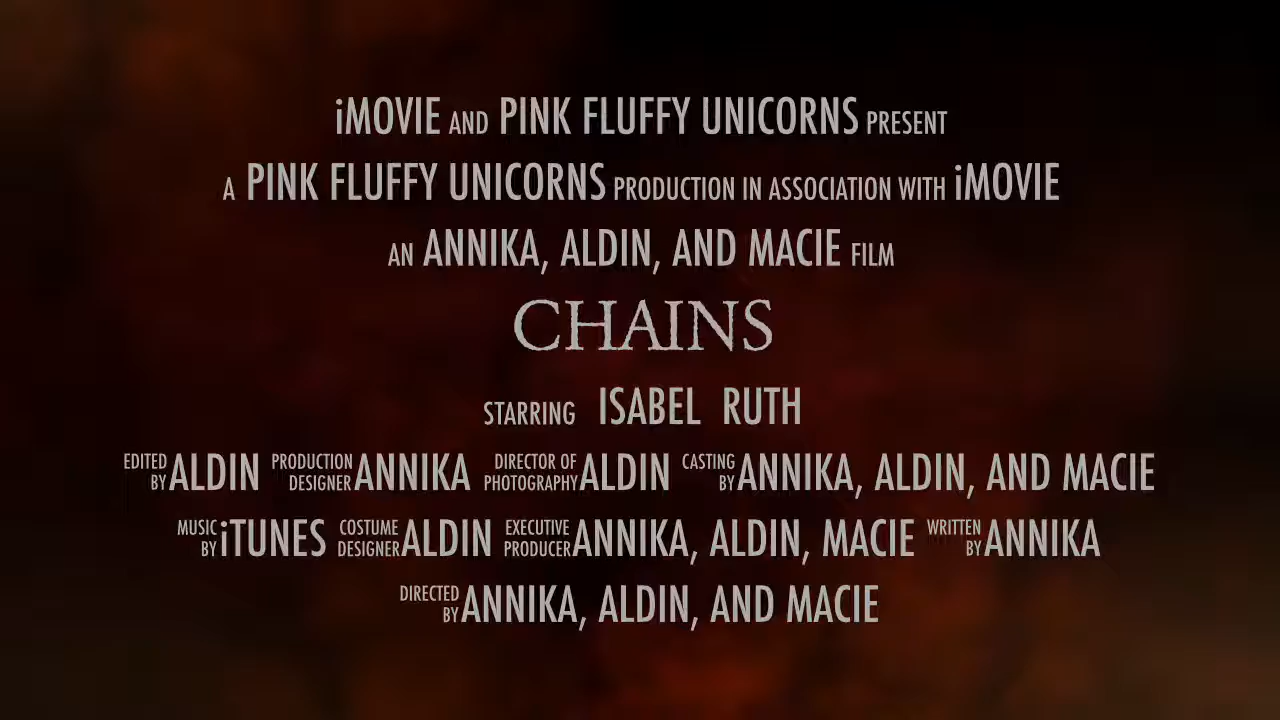 iMOVIE AND PINK FLUFFY UNICORNS PRESENT
A PINK FLUFFY UNICORNS PRODUCTION IN ASSOCIATION WITH iMOVIE
AN ANNIKA, ALDIN, AND MACIE FILM
CHAINS
STARRING ISABEL RUTH
EDITED BY ALDIN PRODUCTION DESIGNER ANNIKA DIRECTOR OF PHOTOGRAPHY ALDIN CASTING BY ANNIKA, ALDIN, AND MACIE
MUSIC BY iTUNES COSTUME DESIGNER ALDIN EXECUTIVE PRODUCER ANNIKA, ALDIN, MACIE WRITTEN BY ANNIKA
DIRECTED BY ANNIKA, ALDIN, AND MACIE